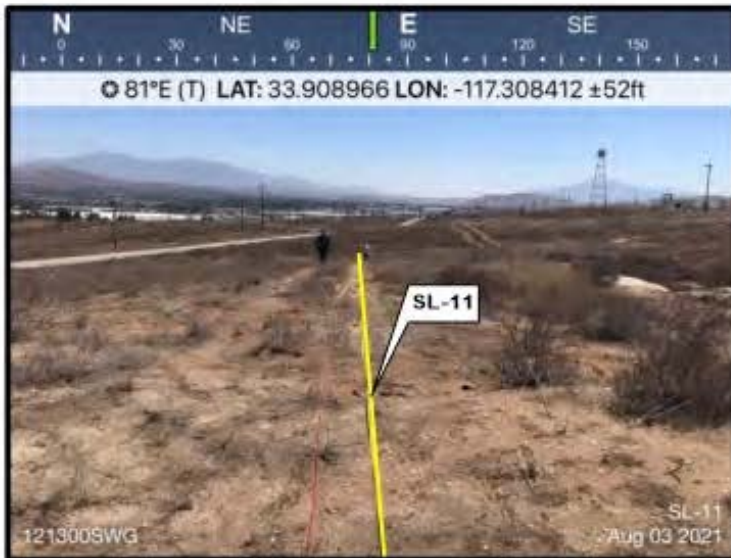 N NE E SE
0 30 60 90 120 150
81°E (T) LAT: 33.908966 LON: -117.308412 ±52ft
SL-11
SL-11
121300SWG Aug 03 2021